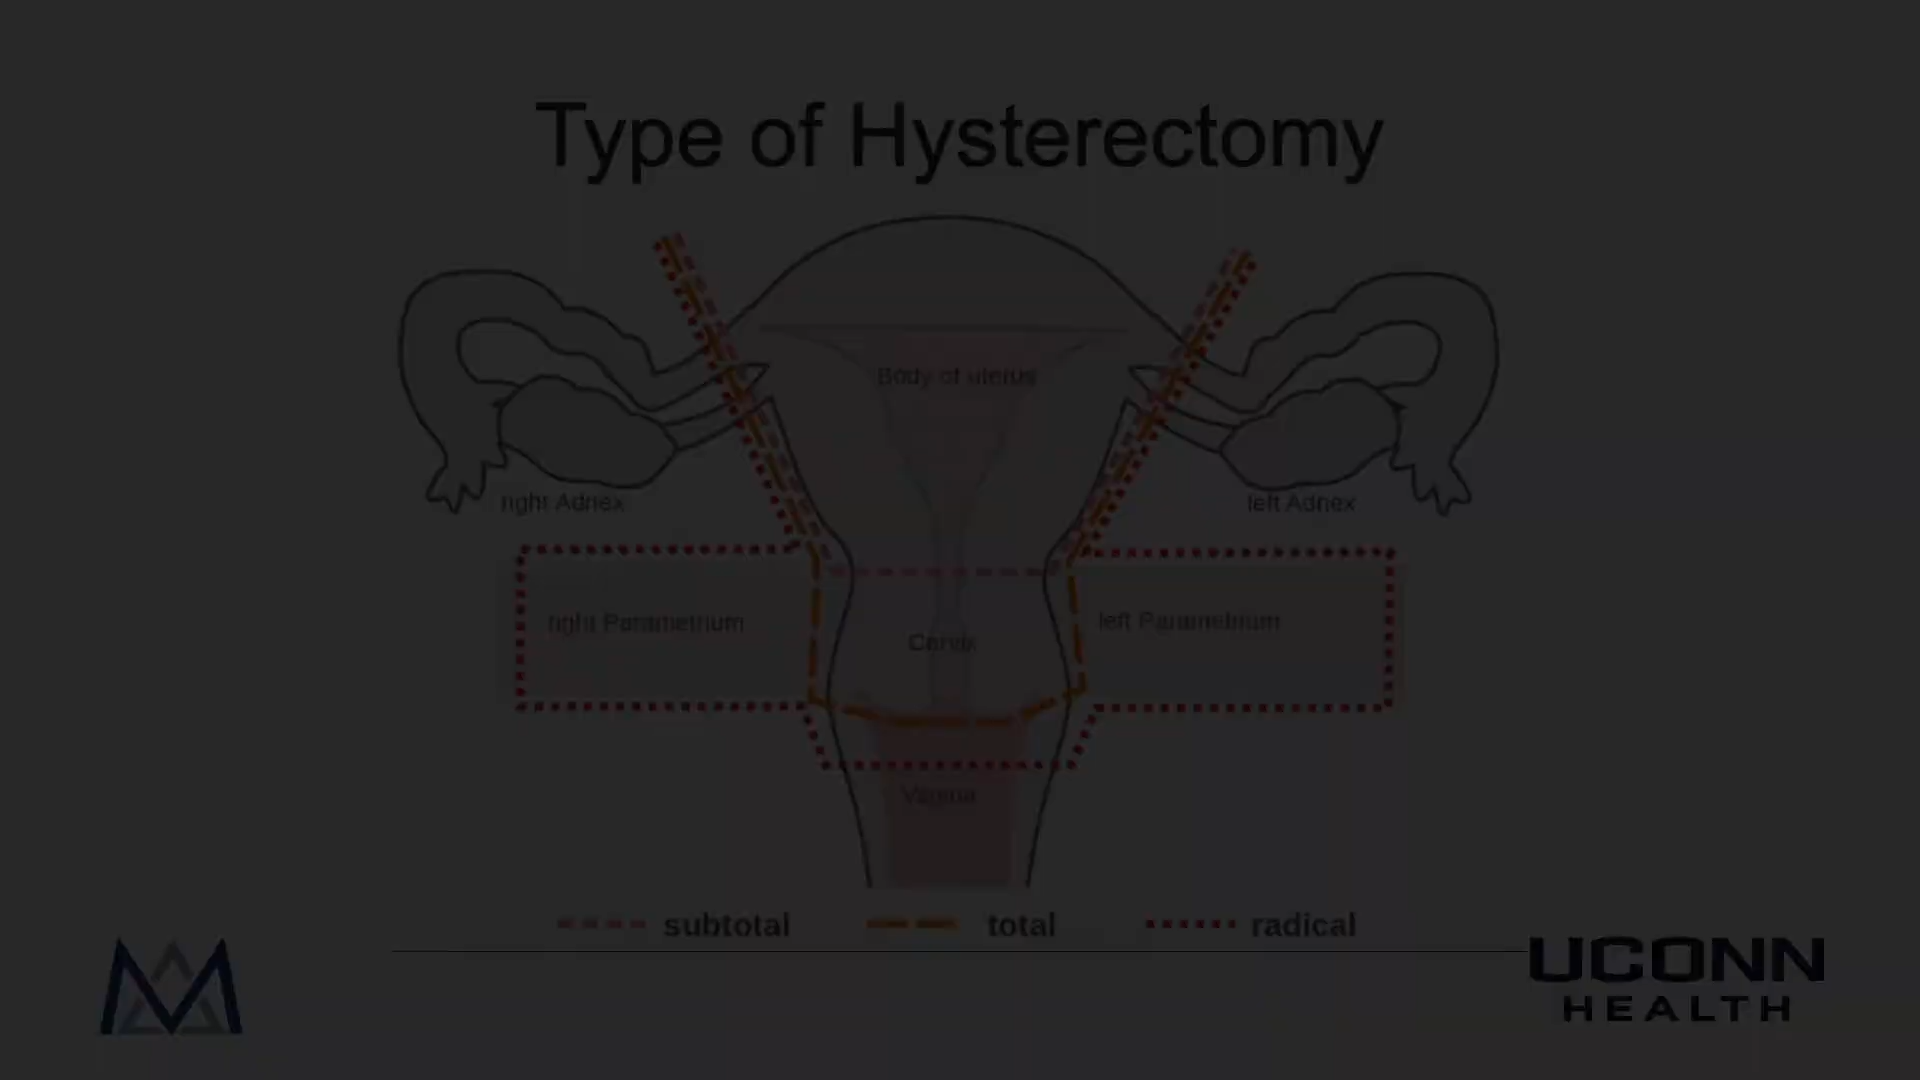 Type of Hysterectomy
Body of uterus
right Adnex
left Adnex
right Parametrium
left Parametrium
Cervix
Vagina
subtotal
total
radical
UCONN
HEALTH